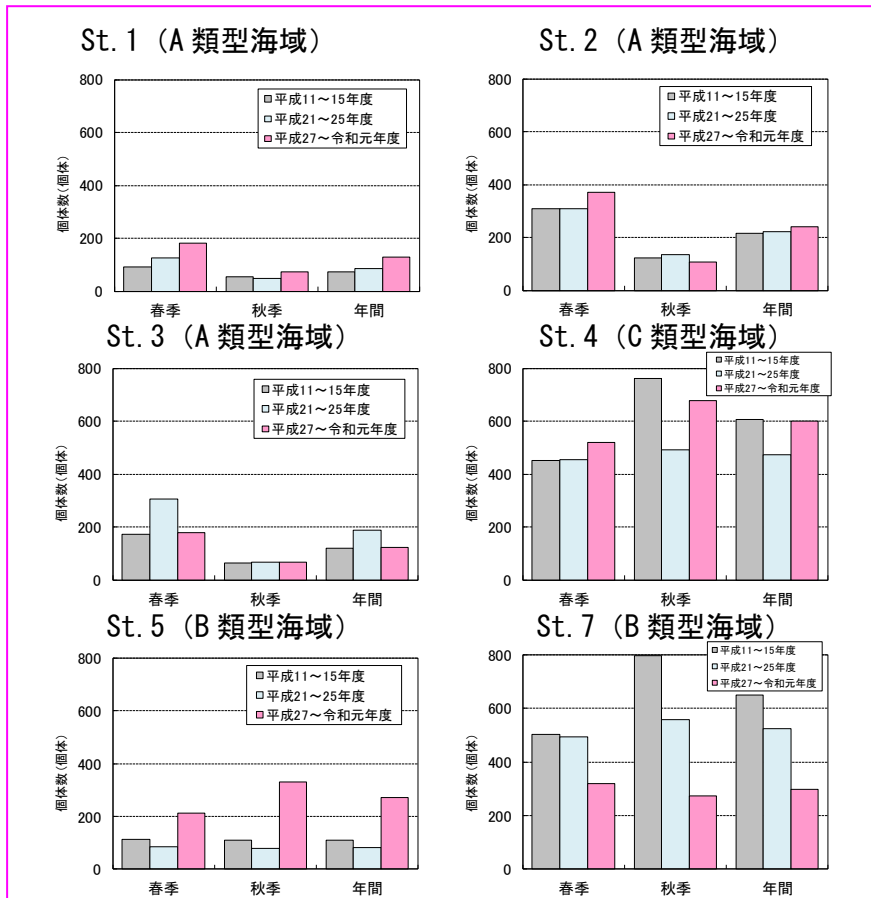 St.1（A類型海域）
800
600
400
200
0
個体数(個体)
平成11～15年度
平成21～25年度
平成27～令和元年度
春季 秋季 年間
St.2（A類型海域）
800
600
400
200
0
個体数(個体)
平成11～15年度
平成21～25年度
平成27～令和元年度
春季 秋季 年間
St.3（A類型海域）
800
600
400
200
0
個体数(個体)
平成11～15年度
平成21～25年度
平成27～令和元年度
春季 秋季 年間
St.4（C類型海域）
800
600
400
200
0
個体数(個体)
平成11～15年度
平成21～25年度
平成27～令和元年度
春季 秋季 年間
St.5（B類型海域）
800
600
400
200
0
個体数(個体)
平成11～15年度
平成21～25年度
平成27～令和元年度
春季 秋季 年間
St.7（B類型海域）
800
600
400
200
0
個体数(個体)
平成11～15年度
平成21～25年度
平成27～令和元年度
春季 秋季 年間